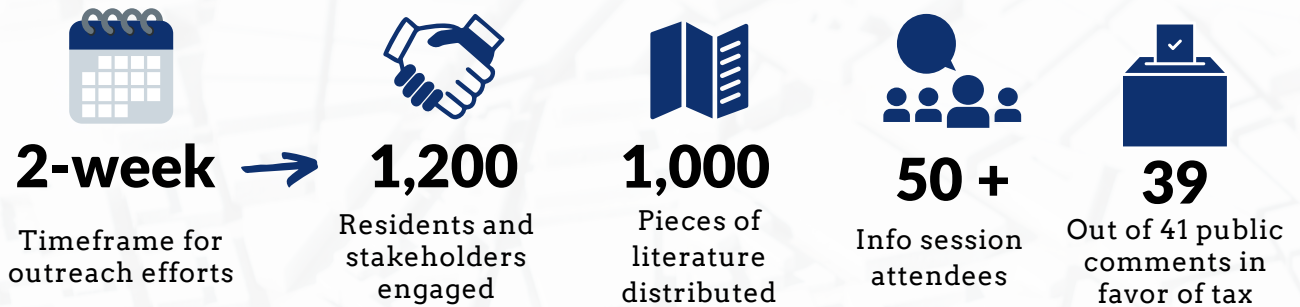 2-week
Timeframe for
outreach efforts
1,200
Residents and
stakeholders
engaged
1,000
Pieces of
literature
distributed
50 +
Info session
attendees
39
Out of 41 public
comments in
favor of tax